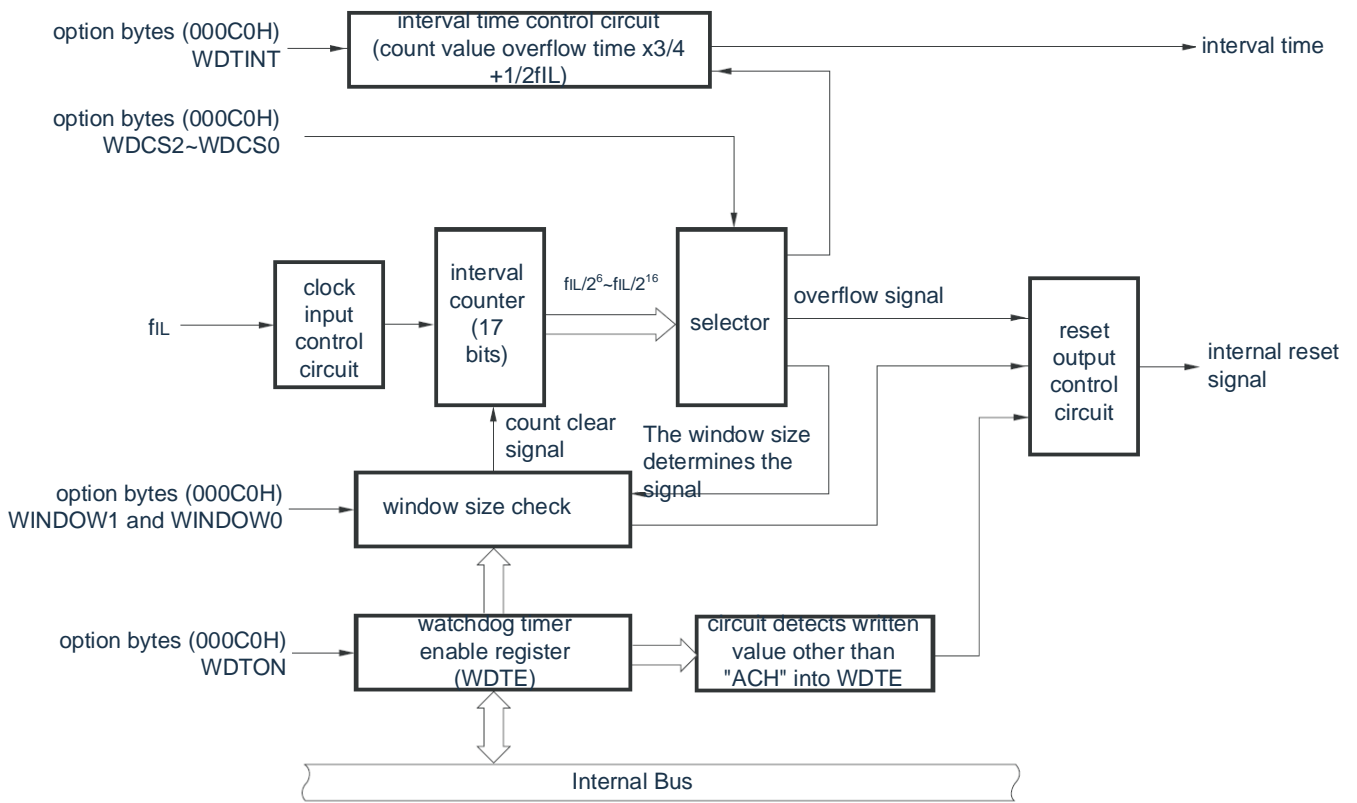 option bytes (000C0H)
WDTINT
interval time control circuit
(count value overflow time x3/4
+1/2fIL)
interval time
option bytes (000C0H)
WDCS2~WDCS0
fIL
clock
input
control
circuit
interval
counter
(17
bits)
fIL/2⁶~fIL/2¹⁶
selector
overflow signal
reset
output
control
circuit
internal reset
signal
count clear
signal
The window size
determines the
signal
option bytes (000C0H)
WINDOW1 and WINDOW0
window size check
option bytes (000C0H)
WDTON
watchdog timer
enable register
(WDTE)
circuit detects written
value other than
"ACH" into WDTE
Internal Bus